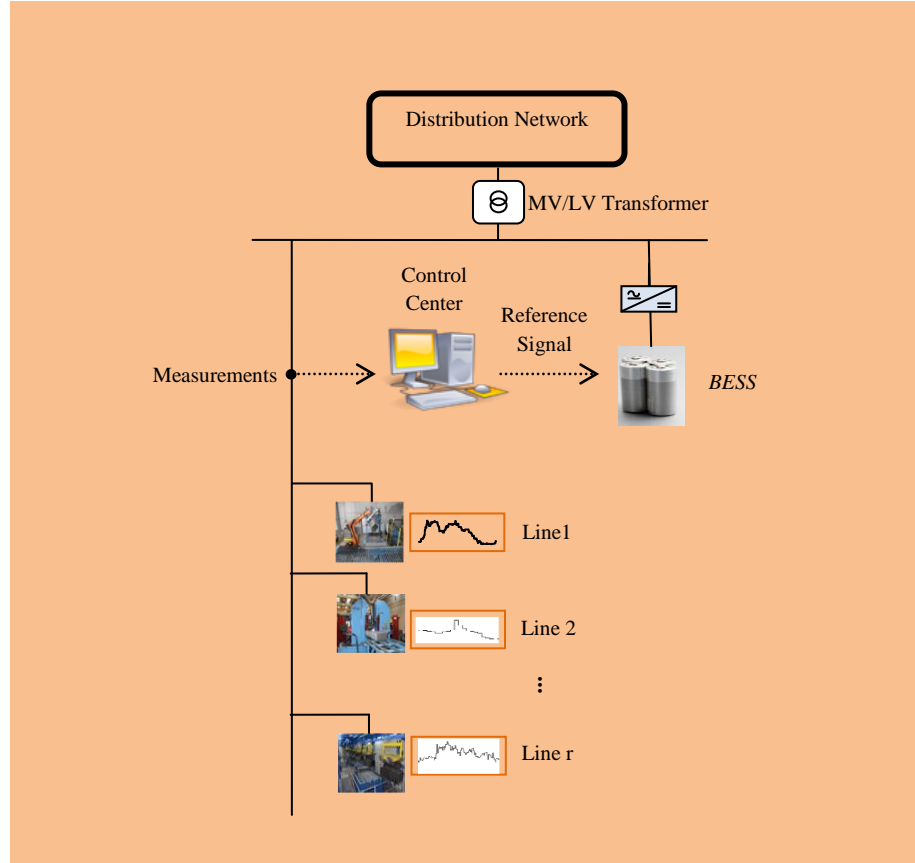 Distribution Network
MV/LV Transformer
Control
Center
Reference
Signal
Measurements
BESS
Line1
Line 2
⋮
Line r